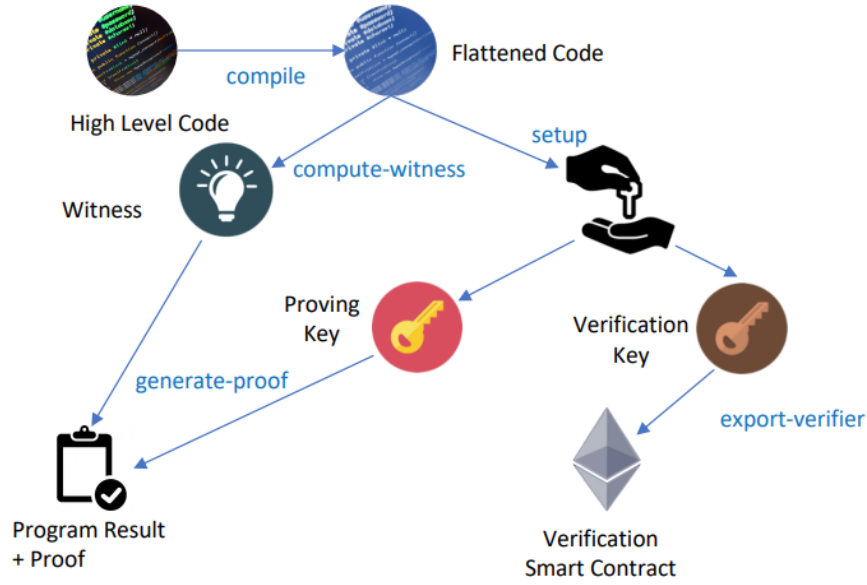 Flattened Code
compile
High Level Code
setup
compute-witness
Witness
Proving
Key
Verification
Key
generate-proof
export-verifier
Program Result
+ Proof
Verification
Smart Contract